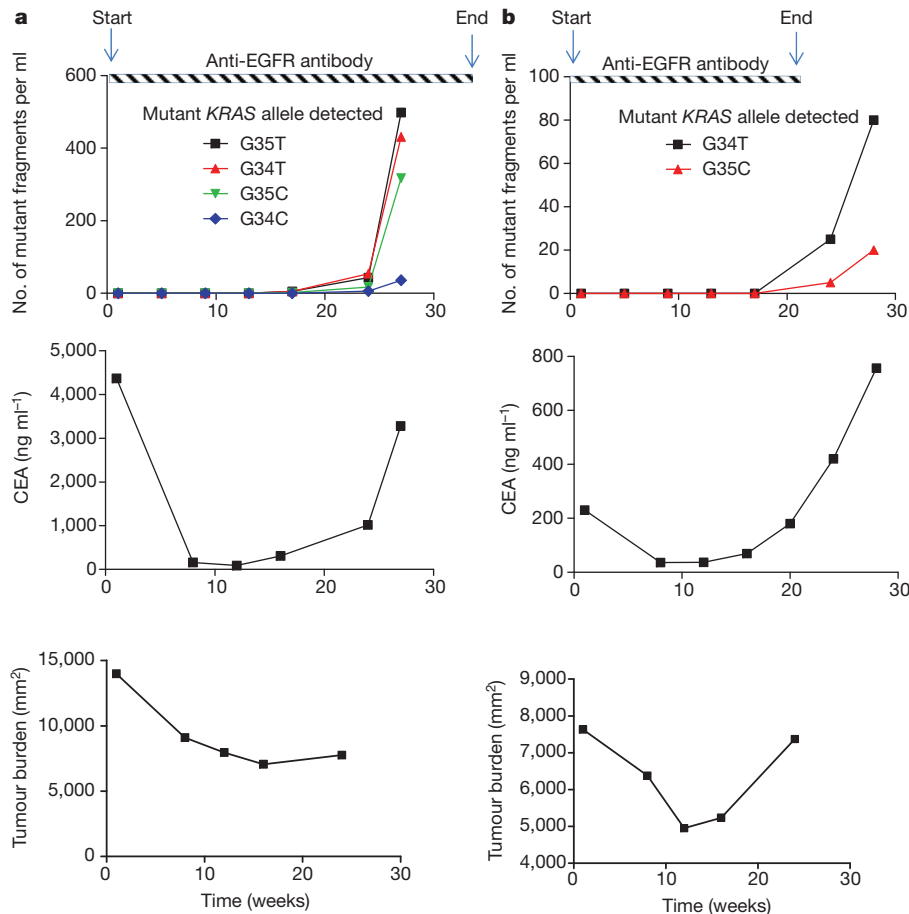 a
Start
End
Anti-EGFR antibody
600
400
200
0
No. of mutant fragments per ml
Mutant KRAS allele detected
G35T
G34T
G35C
G34C
0 10 20 30
5,000
4,000
3,000
2,000
1,000
0
CEA (ng ml⁻¹)
0 10 20 30
15,000
10,000
5,000
0
Tumour burden (mm²)
0 10 20 30
Time (weeks)
b
Start
End
Anti-EGFR antibody
100
80
60
40
20
0
No. of mutant fragments per ml
Mutant KRAS allele detected
G34T
G35C
0 10 20 30
800
600
400
200
0
CEA (ng ml⁻¹)
0 10 20 30
9,000
8,000
7,000
6,000
5,000
4,000
Tumour burden (mm²)
0 10 20 30
Time (weeks)